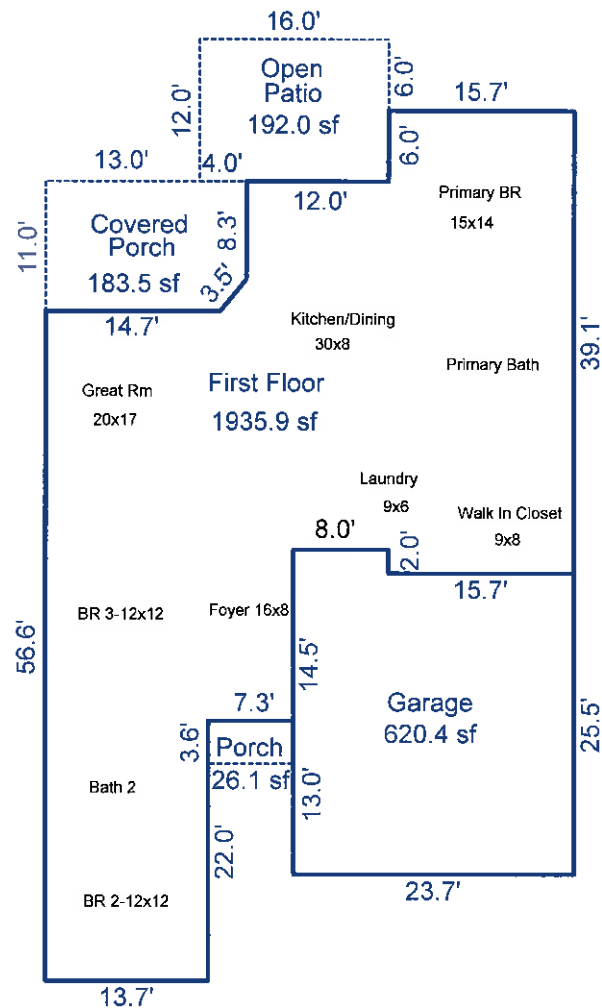 16.0'
Open
Patio
192.0 sf
12.0'
6.0'
15.7'
6.0'
13.0'
4.0'
12.0'
Primary BR
15x14
11.0'
Covered
Porch
183.5 sf
8.3'
3.5'
14.7'
Kitchen/Dining
30x8
39.1'
Primary Bath
Great Rm
20x17
First Floor
1935.9 sf
Laundry
9x6
Walk In Closet
9x8
8.0'
2.0'
15.7'
56.6'
BR 3-12x12
Foyer 16x8
14.5'
Garage
620.4 sf
25.5'
7.3'
3.6'
Porch
26.1 sf
13.0'
Bath 2
22.0'
23.7'
BR 2-12x12
13.7'